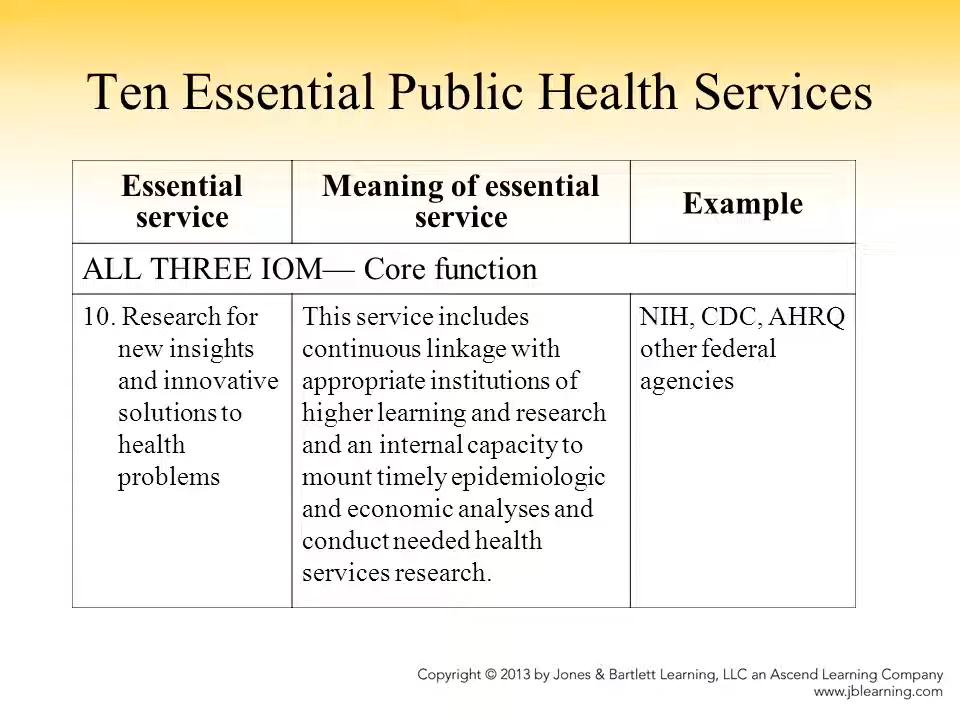 Ten Essential Public Health Services
Essential
service
Meaning of essential
service
Example
ALL THREE IOM— Core function
10. Research for
new insights
and innovative
solutions to
health
problems
This service includes
continuous linkage with
appropriate institutions of
higher learning and research
and an internal capacity to
mount timely epidemiologic
and economic analyses and
conduct needed health
services research.
NIH, CDC, AHRQ
other federal
agencies
Copyright © 2013 by Jones & Bartlett Learning, LLC an Ascend Learning Company
www.jblearning.com